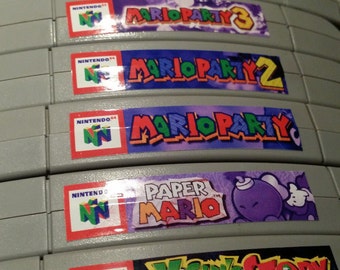 NINTENDO 64
MARIO PARTY 3
NINTENDO 64
MARIO PARTY 2
NINTENDO 64
MARIO PARTY
NINTENDO 64
PAPER
MARIO
STORY